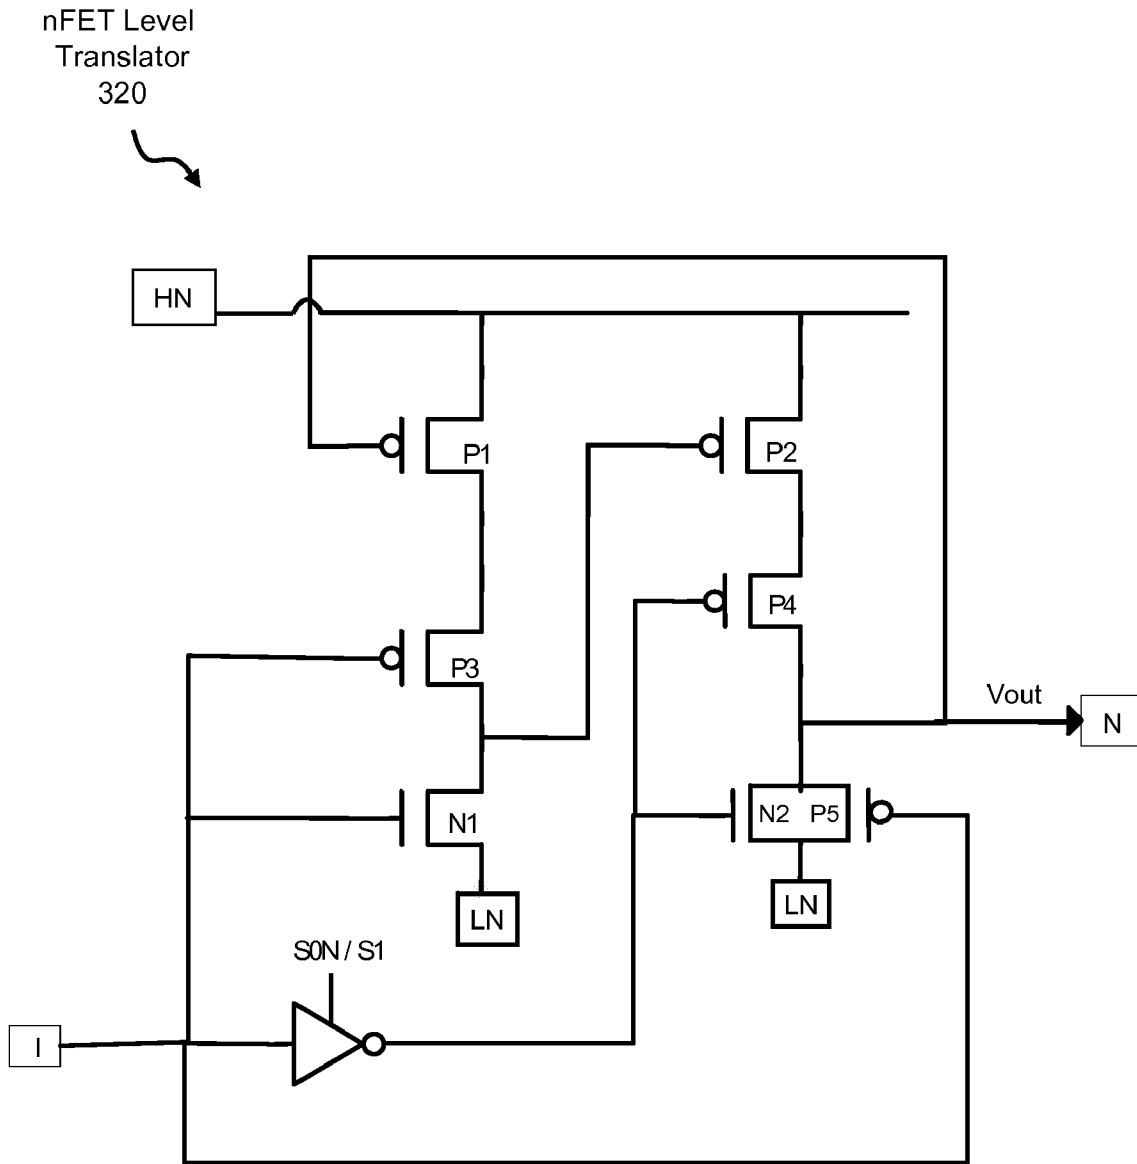 nFET Level
Translator
320
HN
P1
P2
P4
P3
Vout
N
N1
N2 P5
LN
LN
S0N / S1
I